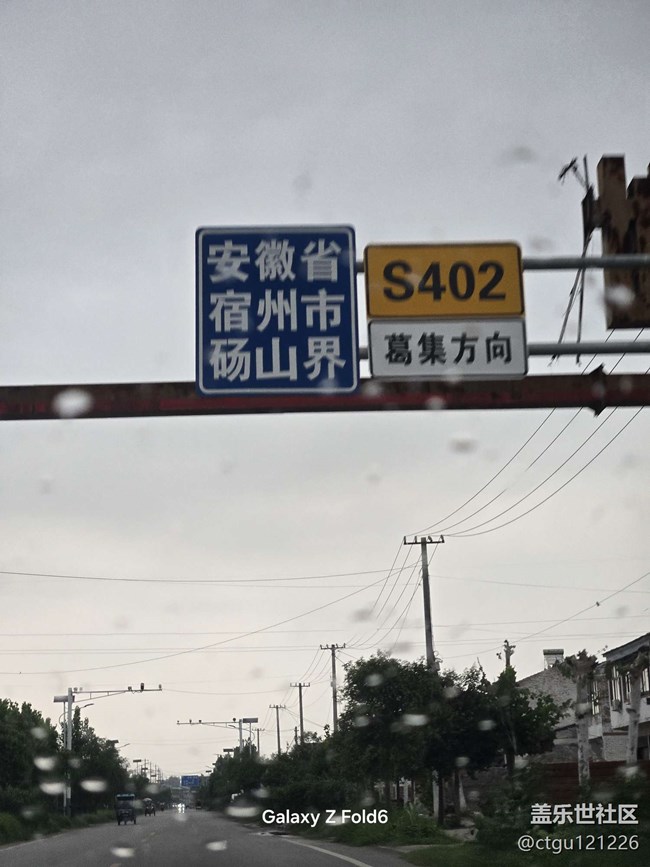 安徽省
宿州市
砀山界
S402
葛集方向
Galaxy Z Fold6
盖乐世社区
@ctgu121226